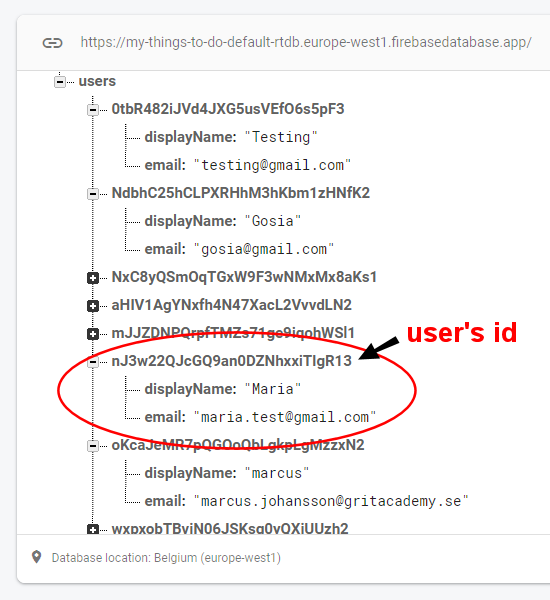 https://my-things-to-do-default-rtdb.europe-west1.firebasedatabase.app/
users
0tbR482iJVd4JXG5usVEfO6s5pF3
displayName: "Testing"
email: "testing@gmail.com"
NdbhC25hCLPXRHhM3hKbm1zHNfK2
displayName: "Gosia"
email: "gosia@gmail.com"
NxC8yQSmOqTGxW9F3wNMxMx8aKs1
aHIV1AgYNxfh4N47XacL2VvvdLN2
mJJZDNPQrpfTMZs71ge9iqohWSl1
user's id
nJ3w22QJcGQ9an0DZNhxxiTIgR13
displayName: "Maria"
email: "maria.test@gmail.com"
oKcaJeMR7pQGOoQbLgkpLgMzzxN2
displayName: "marcus"
email: "marcus.johansson@gritacademy.se"
wxpxobTBviN06JSKsq0vQXiUUzh2
Database location: Belgium (europe-west1)